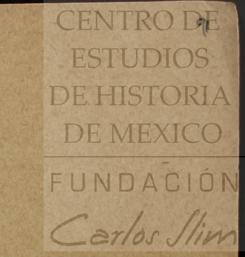 CENTRO DE
ESTUDIOS
DE HISTORIA
DE MEXICO
FUNDACIÓN
Carlos Slim